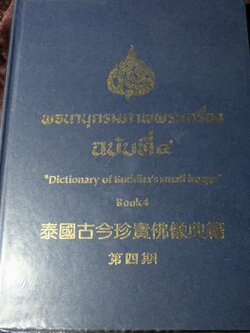 พจนานุกรมภาพพระเครื่อง
ฉบับที่๔
"Dictionary of Buddha's small image"
Book 4
泰國古今珍寶佛像典籍
第四期